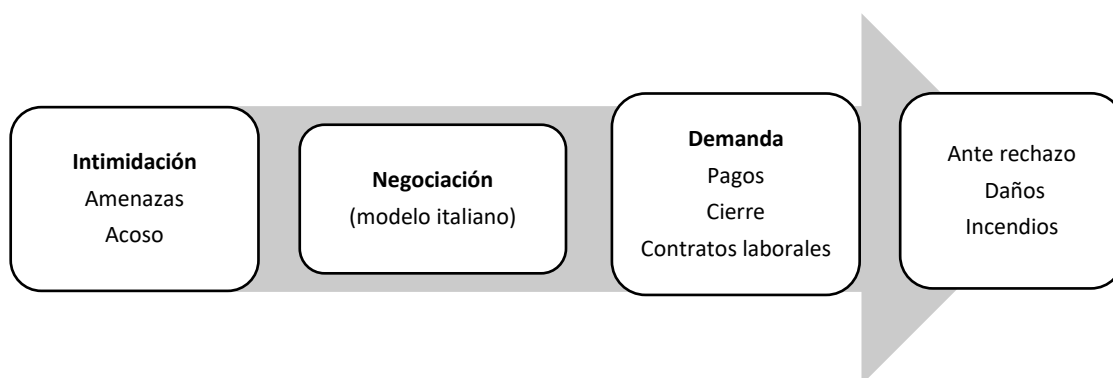 Intimidación
Amenazas
Acoso
Negociación
(modelo italiano)
Demanda
Pagos
Cierre
Contratos laborales
Ante rechazo
Daños
Incendios